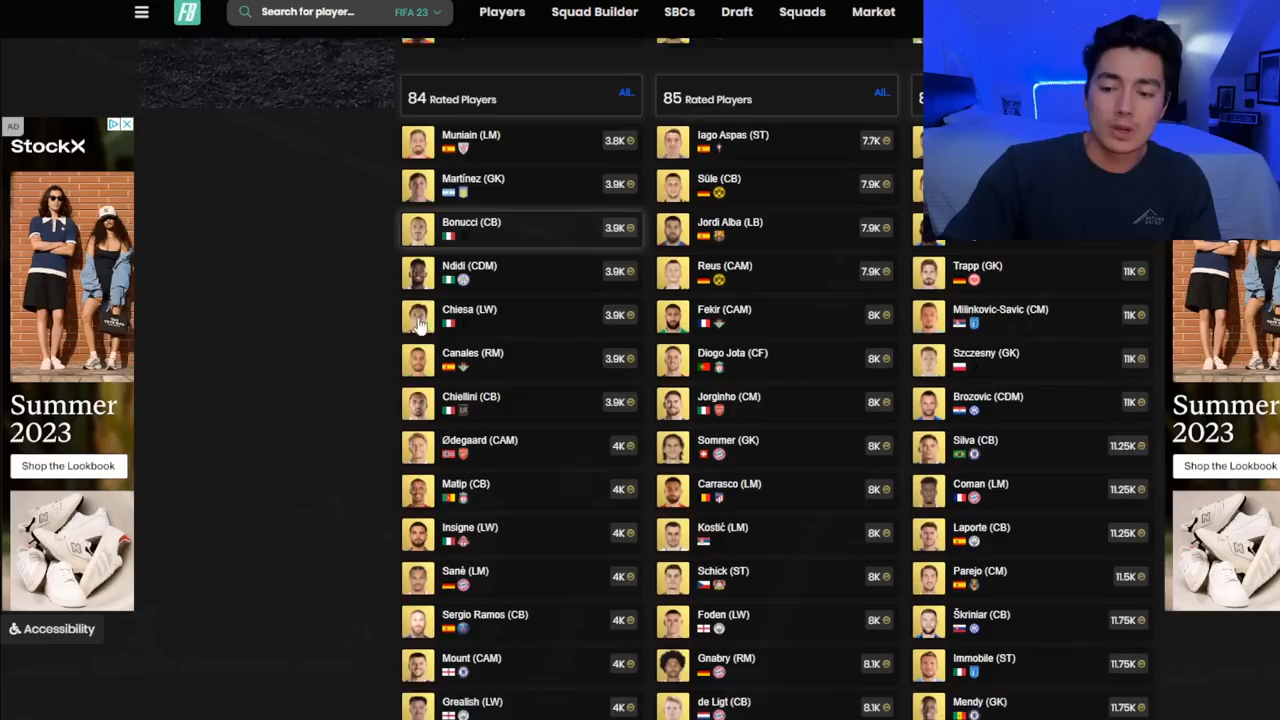 FB
Search for player...
FIFA 23
Players
Squad Builder
SBCs
Draft
Squads
Market
AD
StockX
Summer
2023
Shop the Lookbook
Accessibility
84 Rated Players
All..
Muniain (LM)
3.8K
Martínez (GK)
3.9K
Bonucci (CB)
3.9K
Ndidi (CDM)
3.9K
Chiesa (LW)
3.9K
Canales (RM)
3.9K
Chiellini (CB)
3.9K
Ødegaard (CAM)
4K
Matip (CB)
4K
Insigne (LW)
4K
Sané (LM)
4K
Sergio Ramos (CB)
4K
Mount (CAM)
4K
Grealish (LW)
4K
85 Rated Players
All..
Iago Aspas (ST)
7.7K
Süle (CB)
7.9K
Jordi Alba (LB)
7.9K
Reus (CAM)
7.9K
Fekir (CAM)
8K
Diogo Jota (CF)
8K
Jorginho (CM)
8K
Sommer (GK)
8K
Carrasco (LM)
8K
Kostić (LM)
8K
Schick (ST)
8K
Foden (LW)
8K
Gnabry (RM)
8.1K
de Ligt (CB)
8.1K
Trapp (GK)
11K
Milinkovic-Savic (CM)
11K
Szczesny (GK)
11K
Brozovic (CDM)
11K
Silva (CB)
11.25K
Coman (LM)
11.25K
Laporte (CB)
11.25K
Parejo (CM)
11.5K
Škriniar (CB)
11.75K
Immobile (ST)
11.75K
Mendy (GK)
11.75K
Summer
2023
Shop the Lookbook